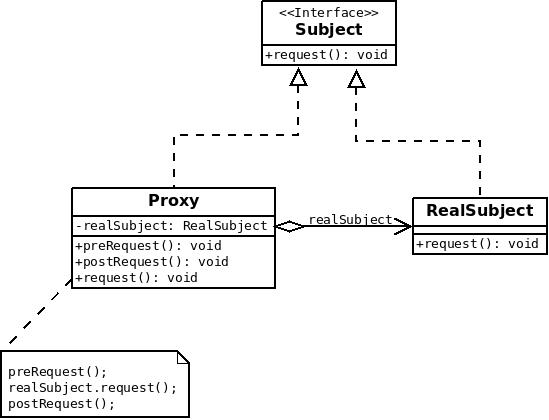 <<Interface>>
Subject
+request(): void
Proxy
-realSubject: RealSubject
+preRequest(): void
+postRequest(): void
+request(): void
realSubject
RealSubject
+request(): void
preRequest();
realSubject.request();
postRequest();